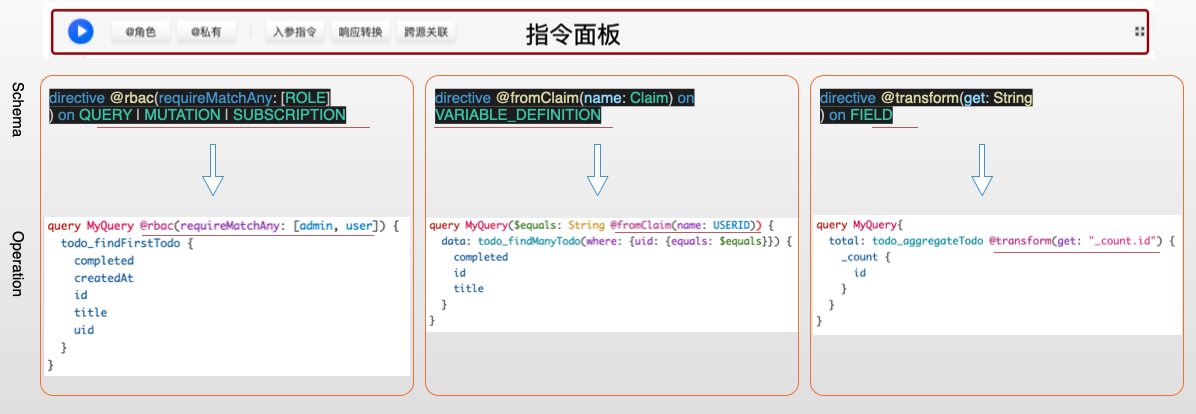 @角色 @私有 入参指令 响应转换 跨源关联 指令面板
Schema
directive @rbac(requireMatchAny: [ROLE]
) on QUERY | MUTATION | SUBSCRIPTION
directive @fromClaim(name: Claim) on
VARIABLE_DEFINITION
directive @transform(get: String
) on FIELD
Operation
query MyQuery @rbac(requireMatchAny: [admin, user]) {
todo_findFirstTodo {
completed
createdAt
id
title
uid
}
}
query MyQuery($equals: String @fromClaim(name: USERID)) {
data: todo_findManyTodo(where: {uid: {equals: $equals}}) {
completed
id
title
}
}
query MyQuery{
total: todo_aggregateTodo @transform(get: "_count.id") {
_count {
id
}
}
}